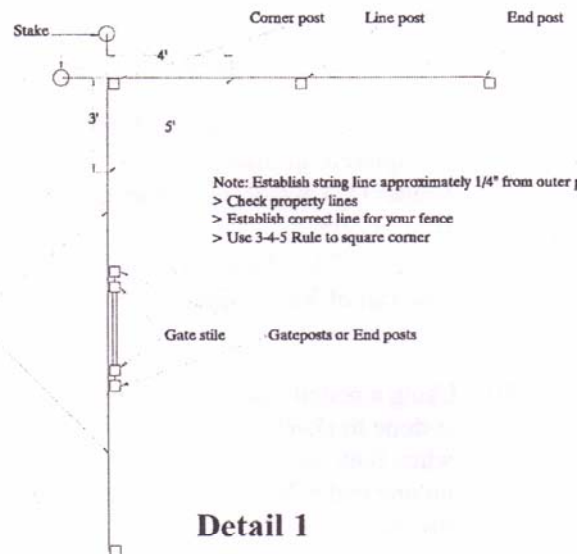 Corner post
Line post
End post
Stake
4'
3'
5'
Note: Establish string line approximately 1/4" from outer
> Check property lines
> Establish correct line for your fence
> Use 3-4-5 Rule to square corner
Gate stile
Gateposts or End posts
Detail 1